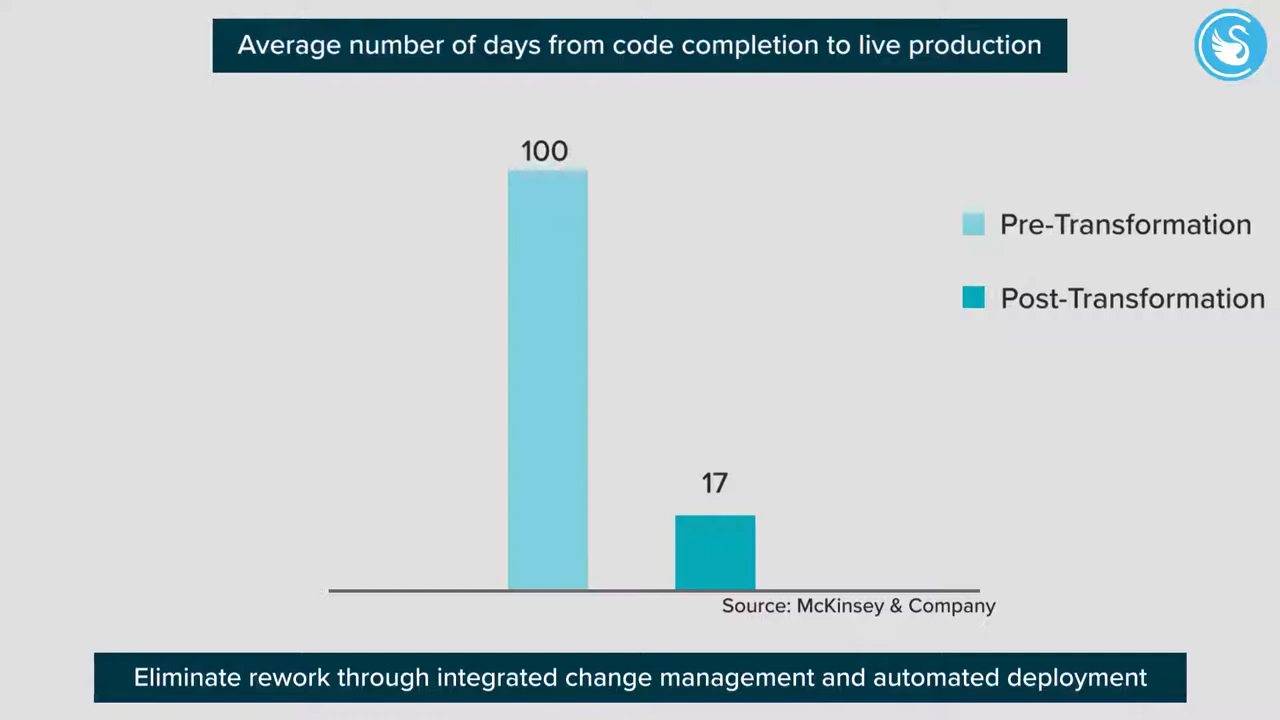 Average number of days from code completion to live production
100
Pre-Transformation
Post-Transformation
17
Source: McKinsey & Company
Eliminate rework through integrated change management and automated deployment